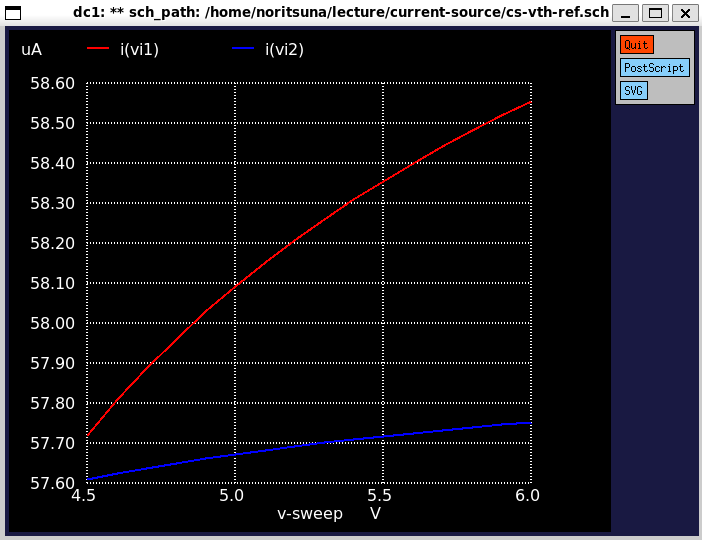 dc1: ** sch_path: /home/noritsuna/lecture/current-source/cs-vth-ref.sch
uA i(vi1) i(vi2)
Quit
PostScript
SVG
58.60
58.50
58.40
58.30
58.20
58.10
58.00
57.90
57.80
57.70
57.60
4.5 5.0 5.5 6.0
v-sweep V